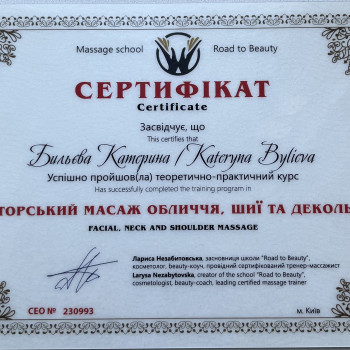 Massage school Road to Beauty
СЕРТИФІКАТ
Certificate
Засвідчує, що
This certifies that
Бильєва Катерина / Kateryna Bylieva
Успішно пройшов(ла) теоретично-практичний курс
Has successfully completed the training program in
ТОРСЬКИЙ МАСАЖ ОБЛИЧЧЯ, ШИЇ ТА ДЕКОЛЬ
FACIAL, NECK AND SHOULDER MASSAGE
Лариса Незабитовська, засновниця школи "Road to Beauty",
косметолог, beauty-коуч, провідний сертифікований тренер-массажист
Larysa Nezabytovska, creator of the school "Road to Beauty",
cosmetologist, beauty-coach, leading certified massage trainer
СЕО № 230993
м. Київ